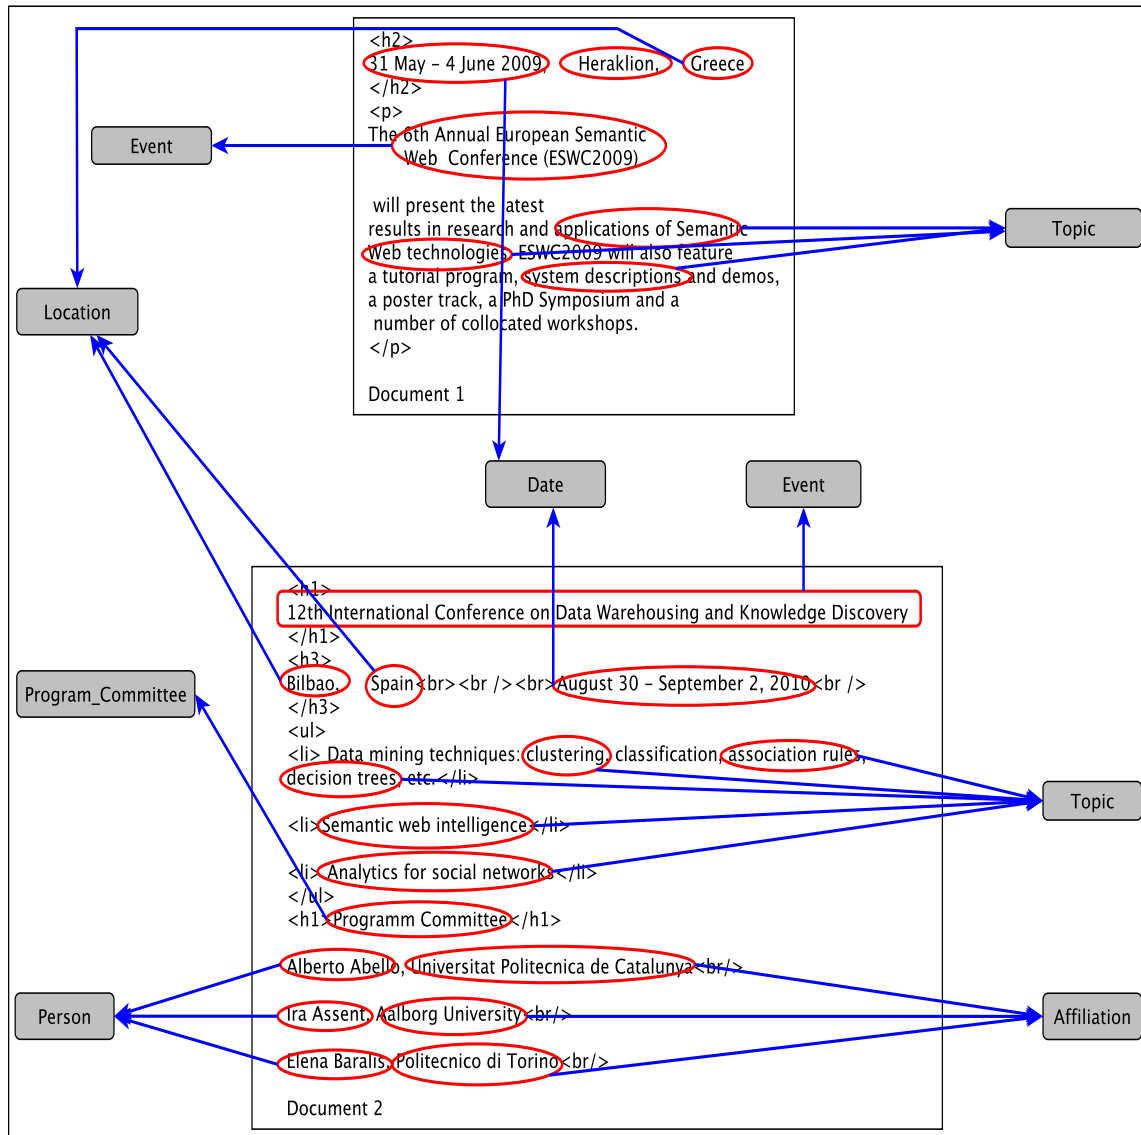 <h2>
31 May – 4 June 2009, Heraklion, Greece
</h2>
<p>
The 6th Annual European Semantic
Web Conference (ESWC2009)
Event
will present the latest
results in research and applications of Semantic
Topic
Web technologies. ESWC2009 will also feature
a tutorial program, system descriptions and demos,
a poster track, a PhD Symposium and a
Location
number of collocated workshops.
</p>
Document 1
Date
Event
<h1>
12th International Conference on Data Warehousing and Knowledge Discovery
</h1>
<h3>
Bilbao, Spain<br><br /><br>August 30 – September 2, 2010<br />
Program_Committee
</h3>
<ul>
<li> Data mining techniques: clustering, classification, association rules,
decision trees, etc.</li>
Topic
<li>Semantic web intelligence</li>
<li> Analytics for social networks</li>
</ul>
<h1>Programm Committee</h1>
Alberto Abello, Universitat Politecnica de Catalunya<br/>
Person
Ira Assent, Aalborg University<br/>
Affiliation
Elena Baralis, Politecnico di Torino<br/>
Document 2